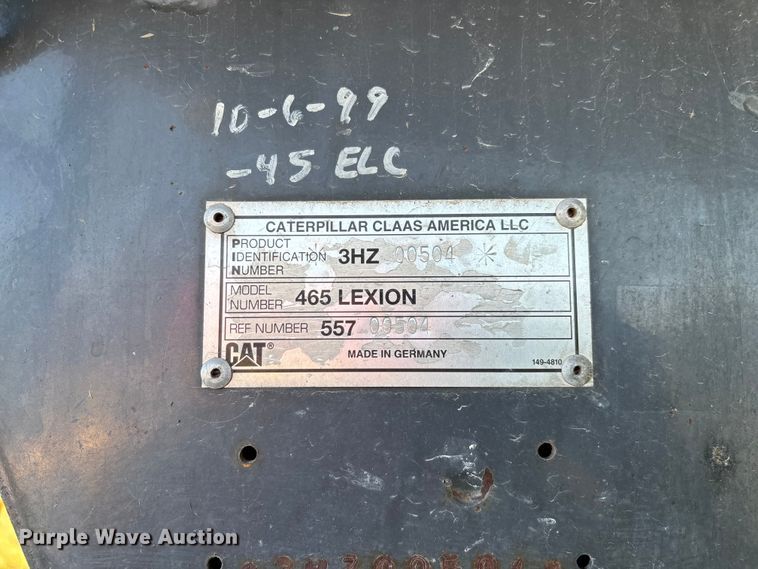 10-6-99
-45 ELC
CATERPILLAR CLAAS AMERICA LLC
PRODUCT IDENTIFICATION NUMBER * 3HZ 00504 *
MODEL NUMBER 465 LEXION
REF NUMBER 557 09504
CAT® MADE IN GERMANY 149-4810
Purple Wave Auction